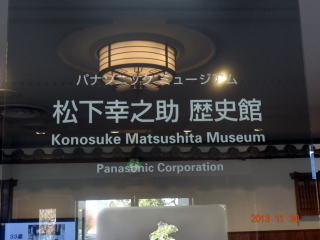 パナソニック ミュージアム
松下幸之助 歴史館
Konosuke Matsushita Museum
Panasonic Corporation